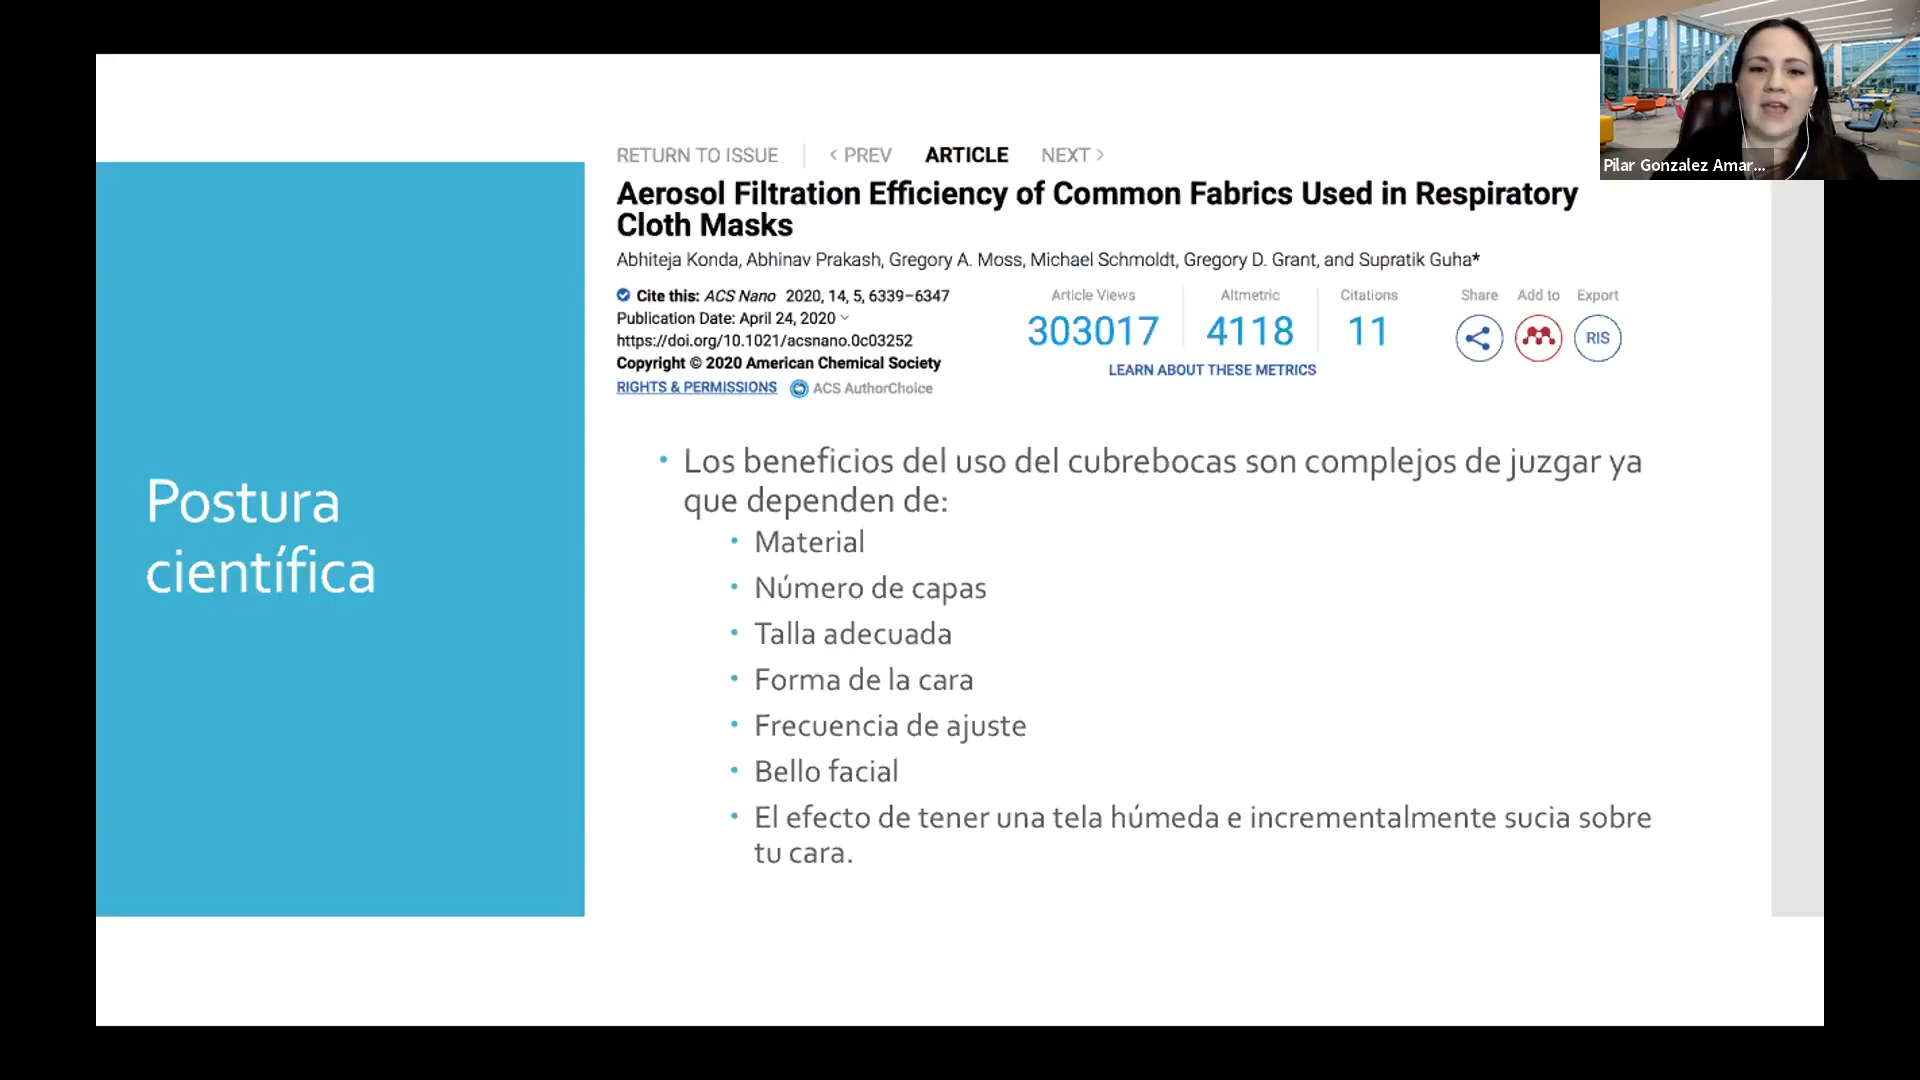 Pilar Gonzalez Amar...
RETURN TO ISSUE
< PREV
ARTICLE
NEXT >
Aerosol Filtration Efficiency of Common Fabrics Used in Respiratory
Cloth Masks
Abhiteja Konda, Abhinav Prakash, Gregory A. Moss, Michael Schmoldt, Gregory D. Grant, and Supratik Guha*
Cite this: ACS Nano 2020, 14, 5, 6339–6347
Publication Date: April 24, 2020
https://doi.org/10.1021/acsnano.0c03252
Copyright © 2020 American Chemical Society
RIGHTS & PERMISSIONS
ACS AuthorChoice
Article Views
303017
Altmetric
4118
Citations
11
LEARN ABOUT THESE METRICS
Share
Add to
Export
RIS
Postura
científica
• Los beneficios del uso del cubrebocas son complejos de juzgar ya
que dependen de:
• Material
• Número de capas
• Talla adecuada
• Forma de la cara
• Frecuencia de ajuste
• Bello facial
• El efecto de tener una tela húmeda e incrementalmente sucia sobre
tu cara.